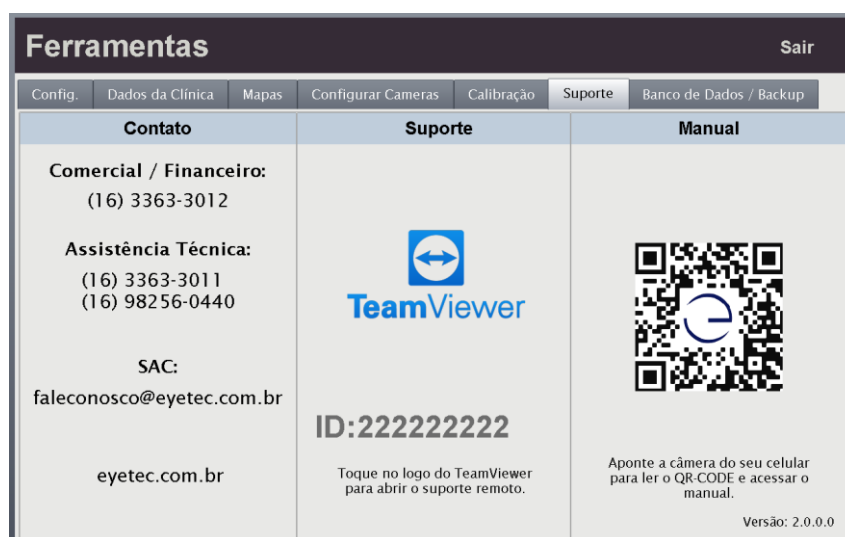 Ferramentas
Sair
Config.
Dados da Clínica
Mapas
Configurar Cameras
Calibração
Suporte
Banco de Dados / Backup
Contato
Comercial / Financeiro:
(16) 3363-3012
Assistência Técnica:
(16) 3363-3011
(16) 98256-0440
SAC:
faleconosco@eyetec.com.br
eyetec.com.br
Suporte
TeamViewer
ID:222222222
Toque no logo do TeamViewer
para abrir o suporte remoto.
Manual
Aponte a câmera do seu celular
para ler o QR-CODE e acessar o
manual.
Versão: 2.0.0.0